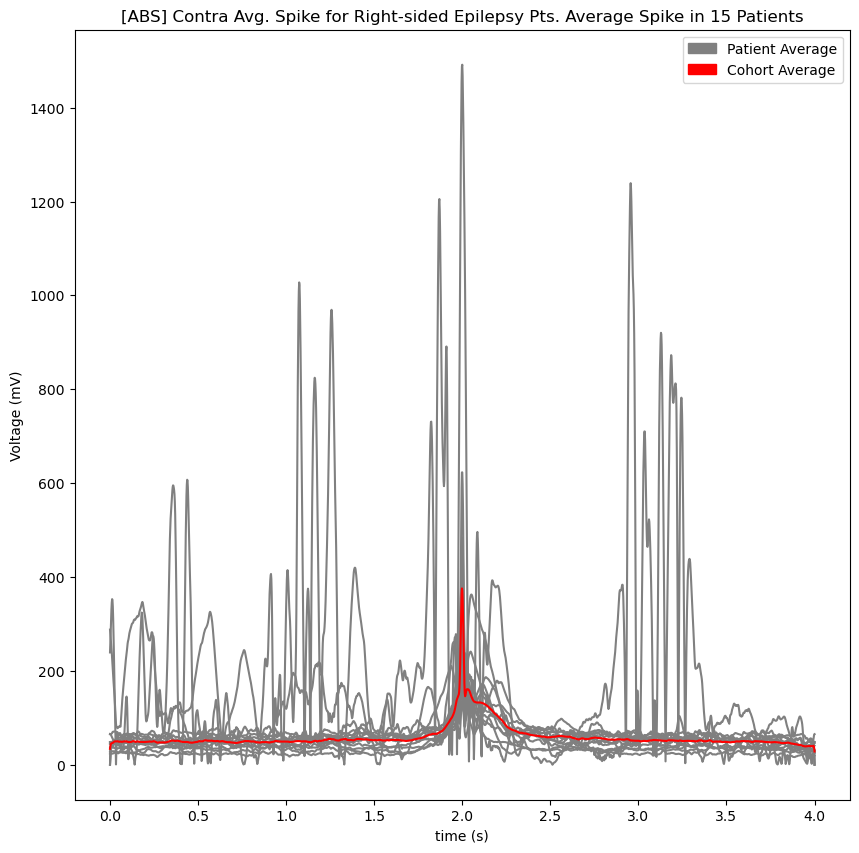 [ABS] Contra Avg. Spike for Right-sided Epilepsy Pts. Average Spike in 15 Patients
Patient Average
Cohort Average
1400
1200
1000
800
600
400
200
0
Voltage (mV)
0.0 0.5 1.0 1.5 2.0 2.5 3.0 3.5 4.0
time (s)